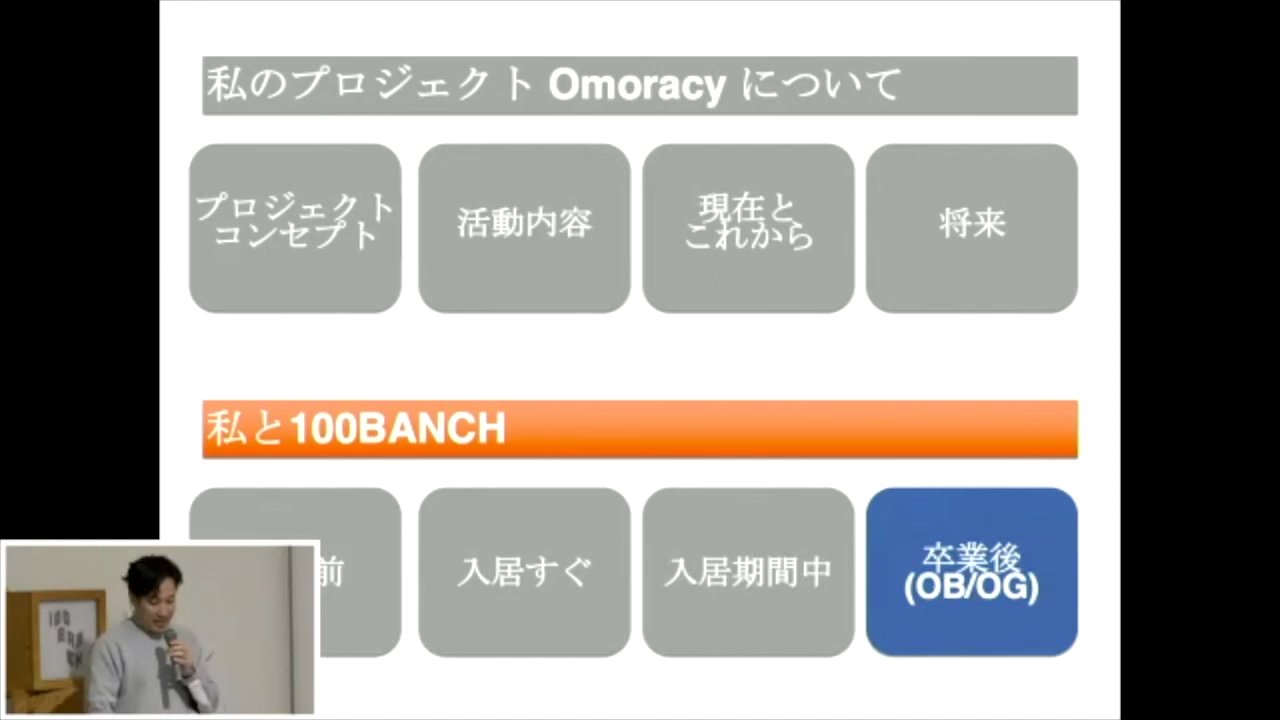 私のプロジェクト Omoracy について
プロジェクト
コンセプト
活動内容
現在と
これから
将来
私と100BANCH
前
入居すぐ
入居期間中
卒業後
(OB/OG)
100
BAN
CH